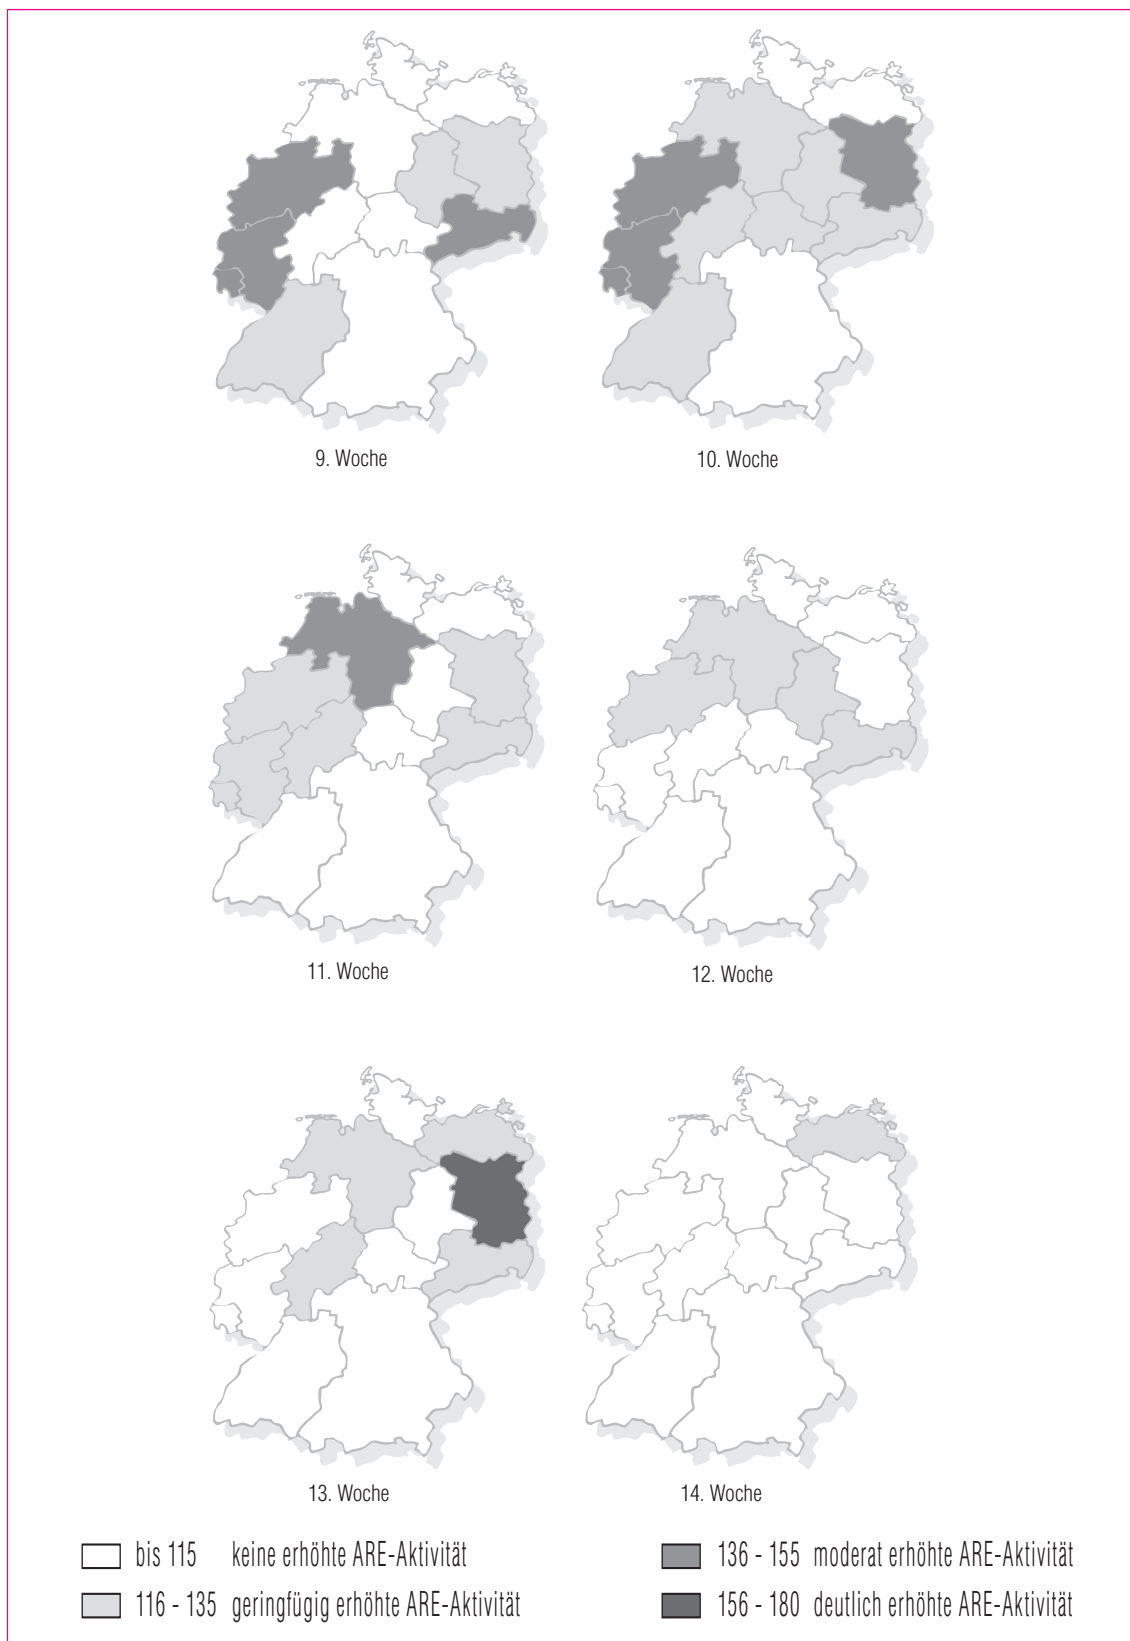 9. Woche
10. Woche
11. Woche
12. Woche
13. Woche
14. Woche
bis 115 keine erhöhte ARE-Aktivität
136 - 155 moderat erhöhte ARE-Aktivität
116 - 135 geringfügig erhöhte ARE-Aktivität
156 - 180 deutlich erhöhte ARE-Aktivität